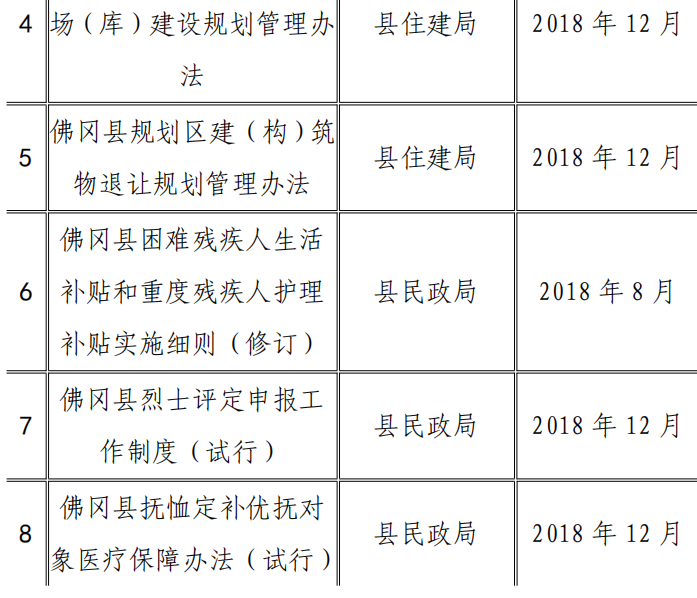 4 场（库）建设规划管理办 县住建局 2018 年 12 月
法
佛冈县规划区建（构）筑
5 县住建局 2018 年 12 月
物退让规划管理办法
佛冈县困难残疾人生活
6 补贴和重度残疾人护理 县民政局 2018 年 8 月
补贴实施细则（修订）
佛冈县烈士评定申报工
7 县民政局 2018 年 12 月
作制度（试行）
佛冈县抚恤定补优抚对
8 县民政局 2018 年 12 月
象医疗保障办法（试行）